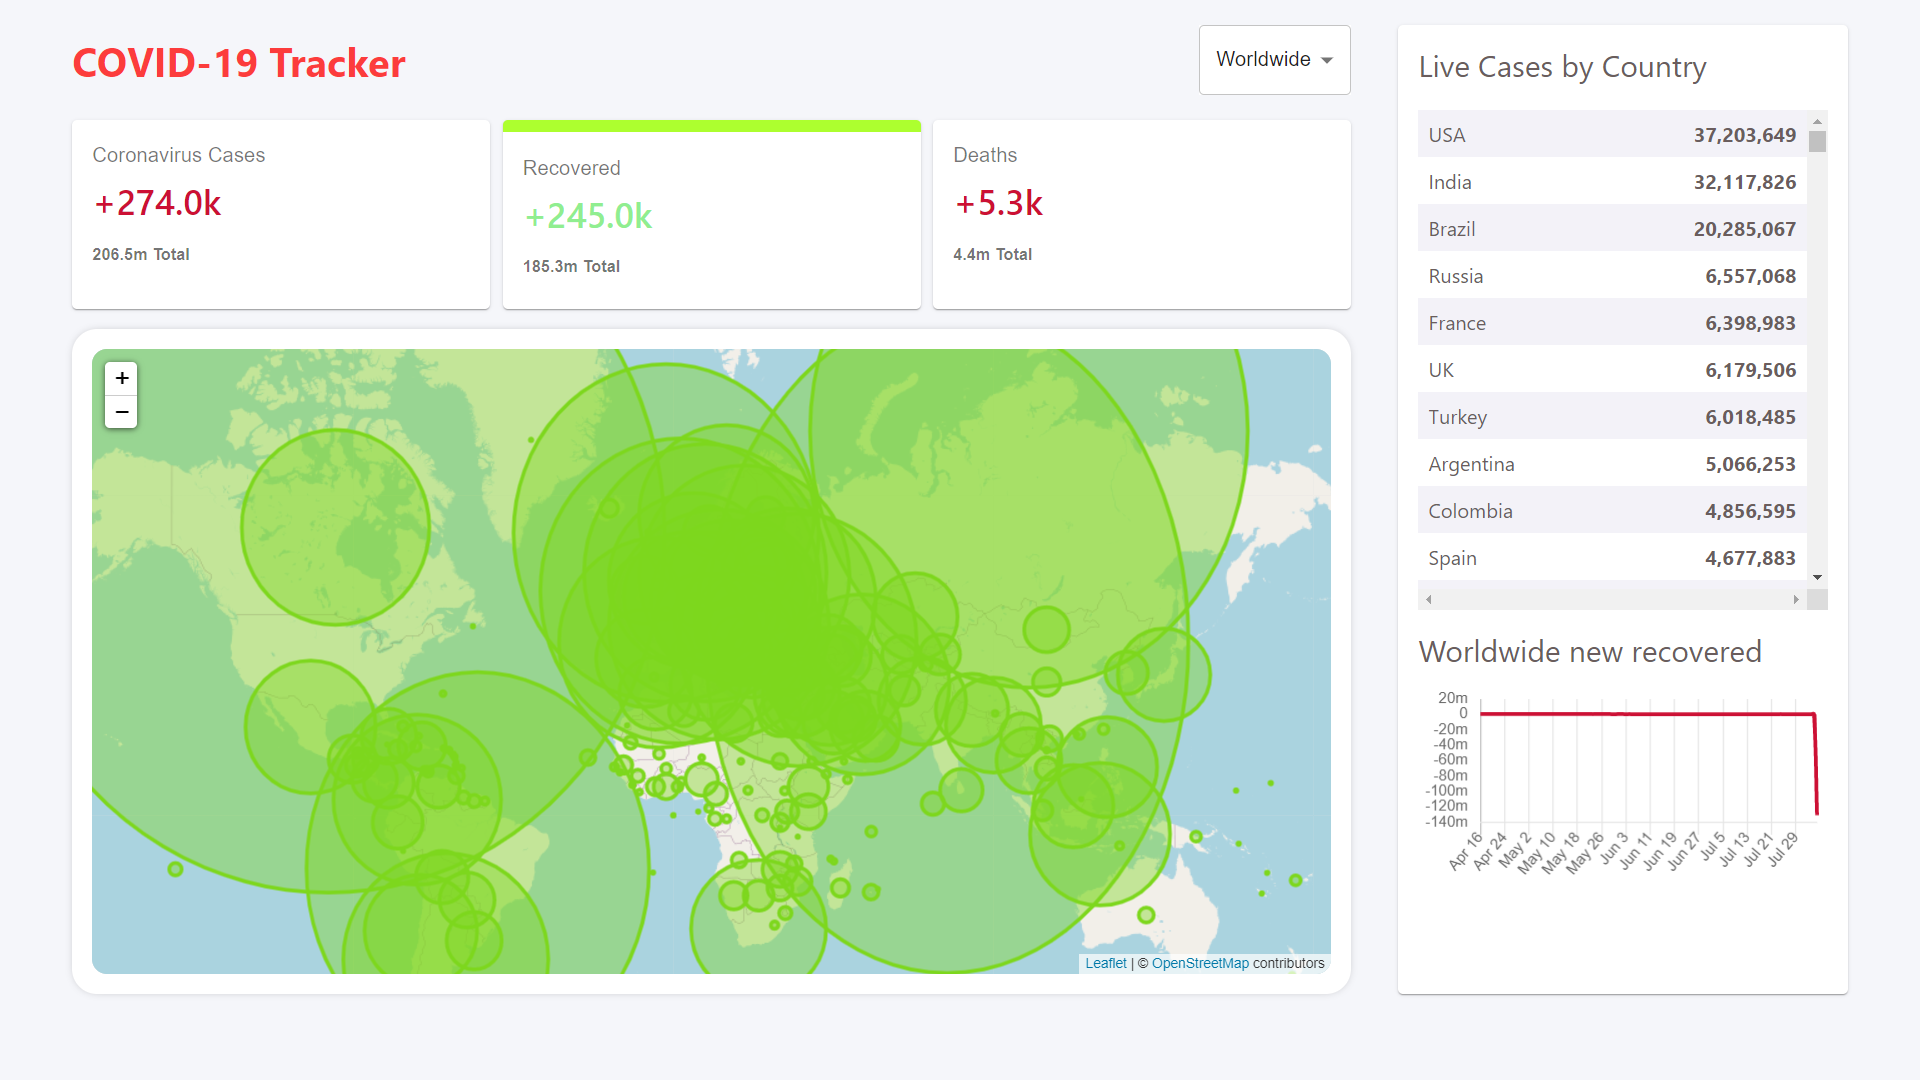 COVID-19 Tracker
Worldwide
Coronavirus Cases
+274.0k
206.5m Total
Recovered
+245.0k
185.3m Total
Deaths
+5.3k
4.4m Total
+
−
Leaflet | © OpenStreetMap contributors
Live Cases by Country
USA 37,203,649
India 32,117,826
Brazil 20,285,067
Russia 6,557,068
France 6,398,983
UK 6,179,506
Turkey 6,018,485
Argentina 5,066,253
Colombia 4,856,595
Spain 4,677,883
Worldwide new recovered
20m
0
-20m
-40m
-60m
-80m
-100m
-120m
-140m
Apr 16 Apr 24 May 2 May 10 May 18 May 26 Jun 3 Jun 11 Jun 19 Jun 27 Jul 5 Jul 13 Jul 21 Jul 29